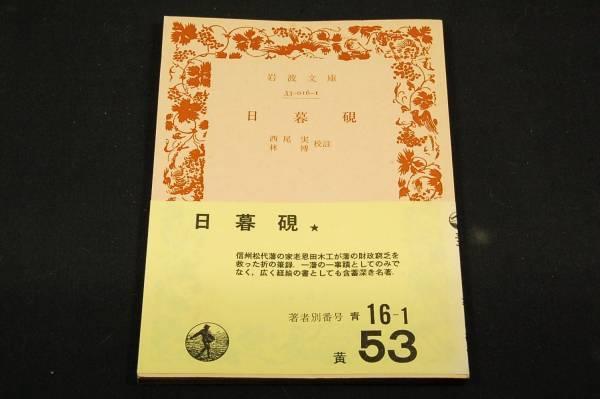 岩波文庫
33-016-1
日暮硯
西尾実
林博
校註
日暮硯 ★
信州松代藩の家老恩田木工が藩の財政窮乏を
救った折の筆録．一藩の一事蹟としてのみで
なく，広く経綸の書としても含蓄深き名著．
著者別番号 青 16-1
黄 53